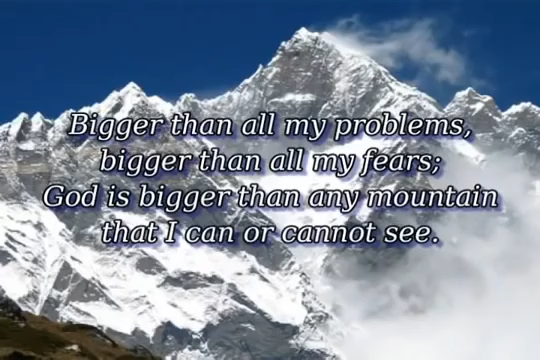 Bigger than all my problems,
bigger than all my fears;
God is bigger than any mountain
that I can or cannot see.